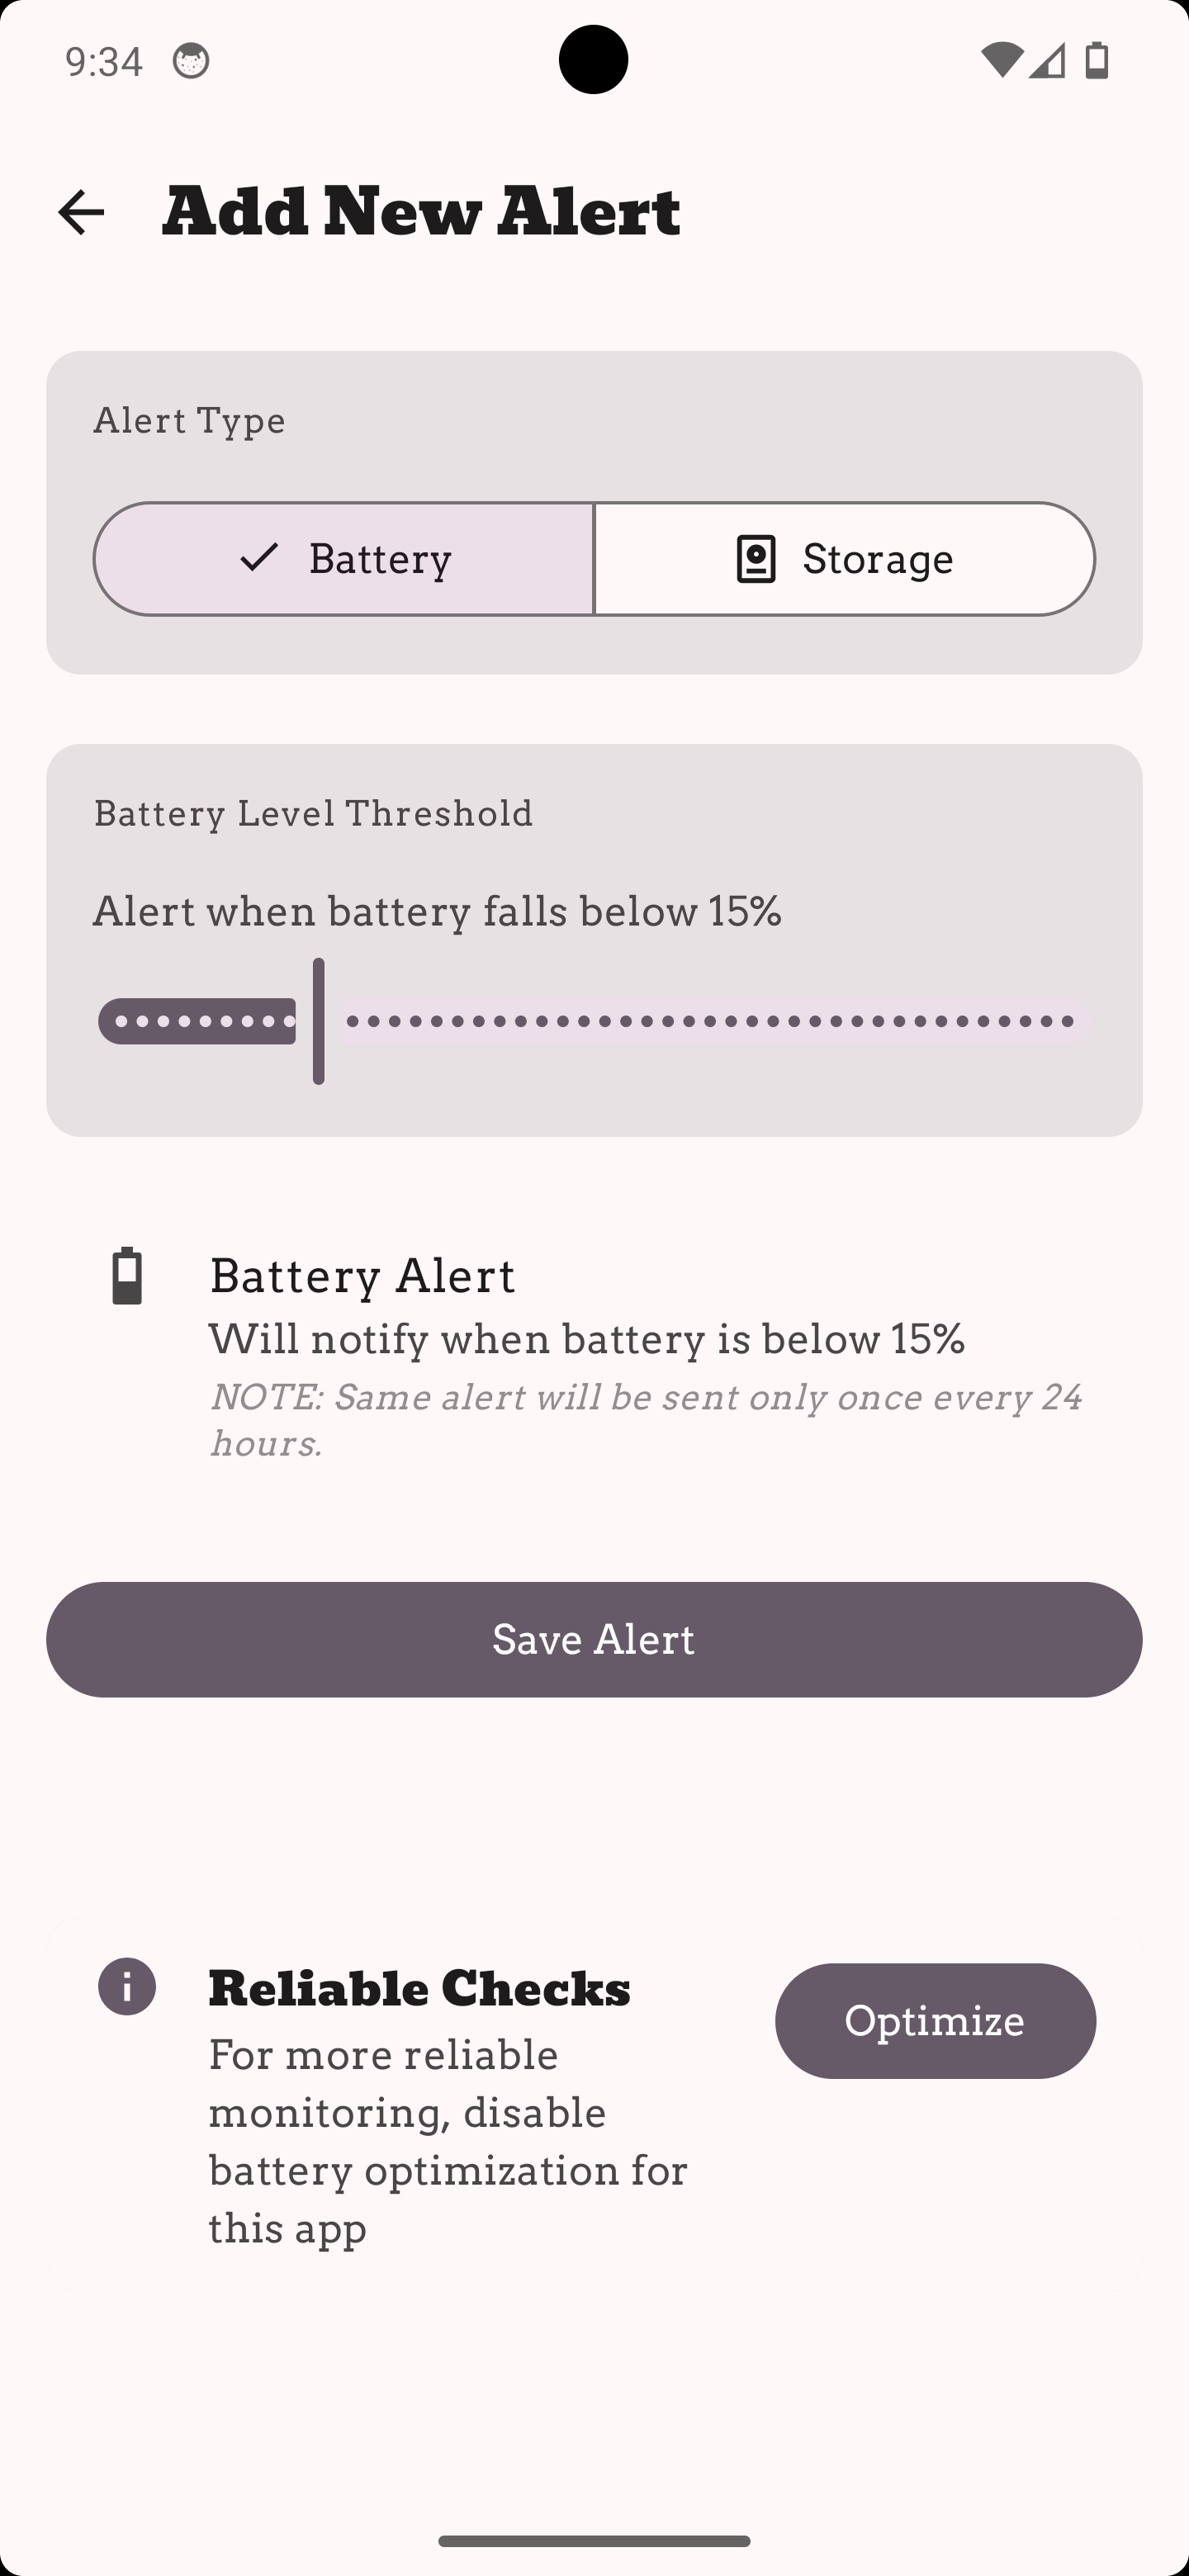 9:34
Add New Alert
Alert Type
Battery
Storage
Battery Level Threshold
Alert when battery falls below 15%
Battery Alert
Will notify when battery is below 15%
NOTE: Same alert will be sent only once every 24
hours.
Save Alert
Reliable Checks
Optimize
For more reliable
monitoring, disable
battery optimization for
this app